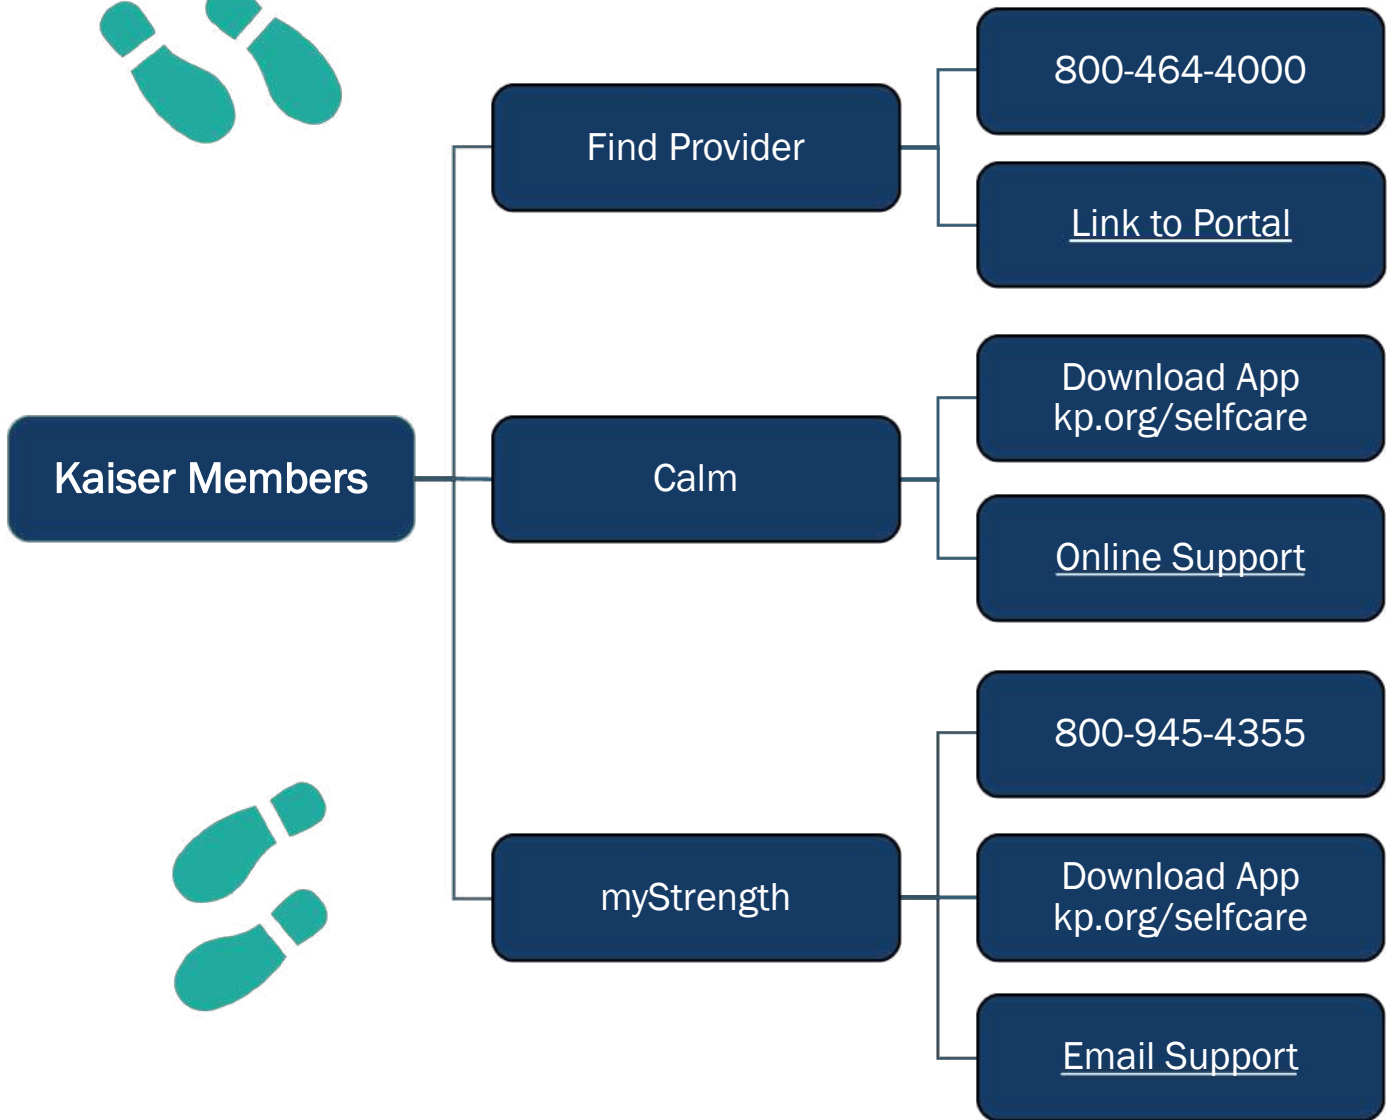 800-464-4000
Find Provider
Link to Portal
Download App
kp.org/selfcare
Kaiser Members
Calm
Online Support
800-945-4355
myStrength
Download App
kp.org/selfcare
Email Support